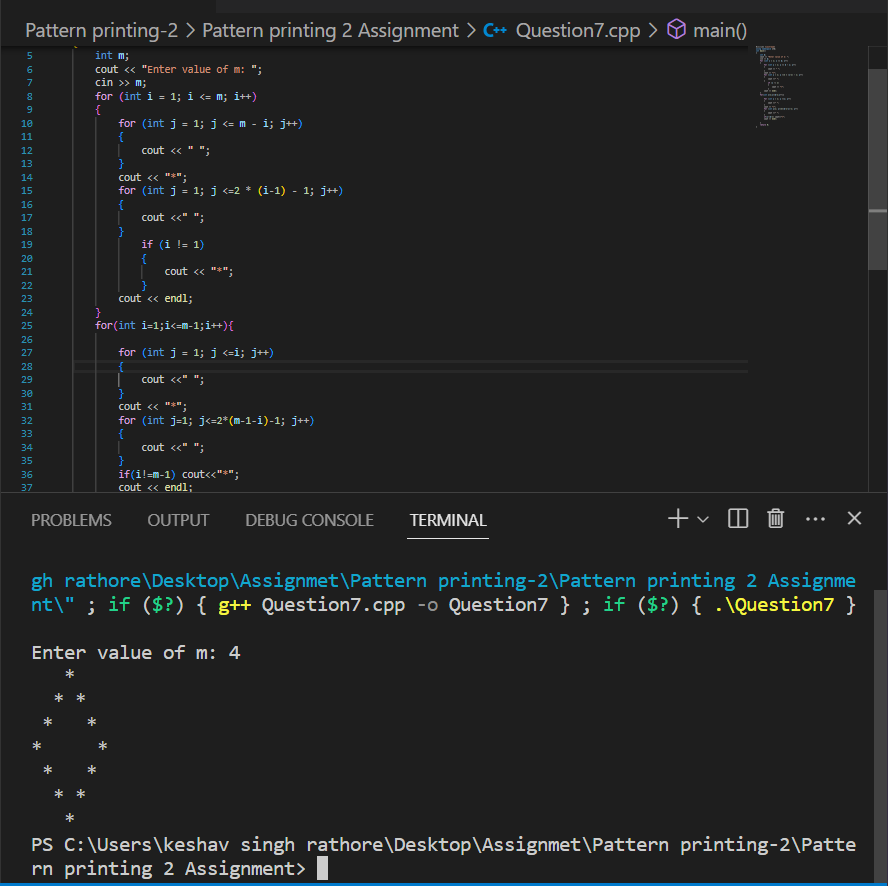 Pattern printing-2 > Pattern printing 2 Assignment > C++ Question7.cpp > main()
5 int m;
6 cout << "Enter value of m: ";
7 cin >> m;
8 for (int i = 1; i <= m; i++)
9 {
10 for (int j = 1; j <= m - i; j++)
11 {
12 cout << " ";
13 }
14 cout << "*";
15 for (int j = 1; j <=2 * (i-1) - 1; j++)
16 {
17 cout <<" ";
18 }
19 if (i != 1)
20 {
21 cout << "*";
22 }
23 cout << endl;
24 }
25 for(int i=1;i<=m-1;i++){
26
27 for (int j = 1; j <=i; j++)
28 {
29 cout <<" ";
30 }
31 cout << "*";
32 for (int j=1; j<=2*(m-1-i)-1; j++)
33 {
34 cout <<" ";
35 }
36 if(i!=m-1) cout<<"*";
37 cout << endl;
PROBLEMS OUTPUT DEBUG CONSOLE TERMINAL
gh rathore\Desktop\Assignmet\Pattern printing-2\Pattern printing 2 Assignme
nt\" ; if ($?) { g++ Question7.cpp -o Question7 } ; if ($?) { .\Question7 }
Enter value of m: 4
   *
  * *
 *   *
*     *
 *   *
  * *
   *
PS C:\Users\keshav singh rathore\Desktop\Assignmet\Pattern printing-2\Patte
rn printing 2 Assignment>